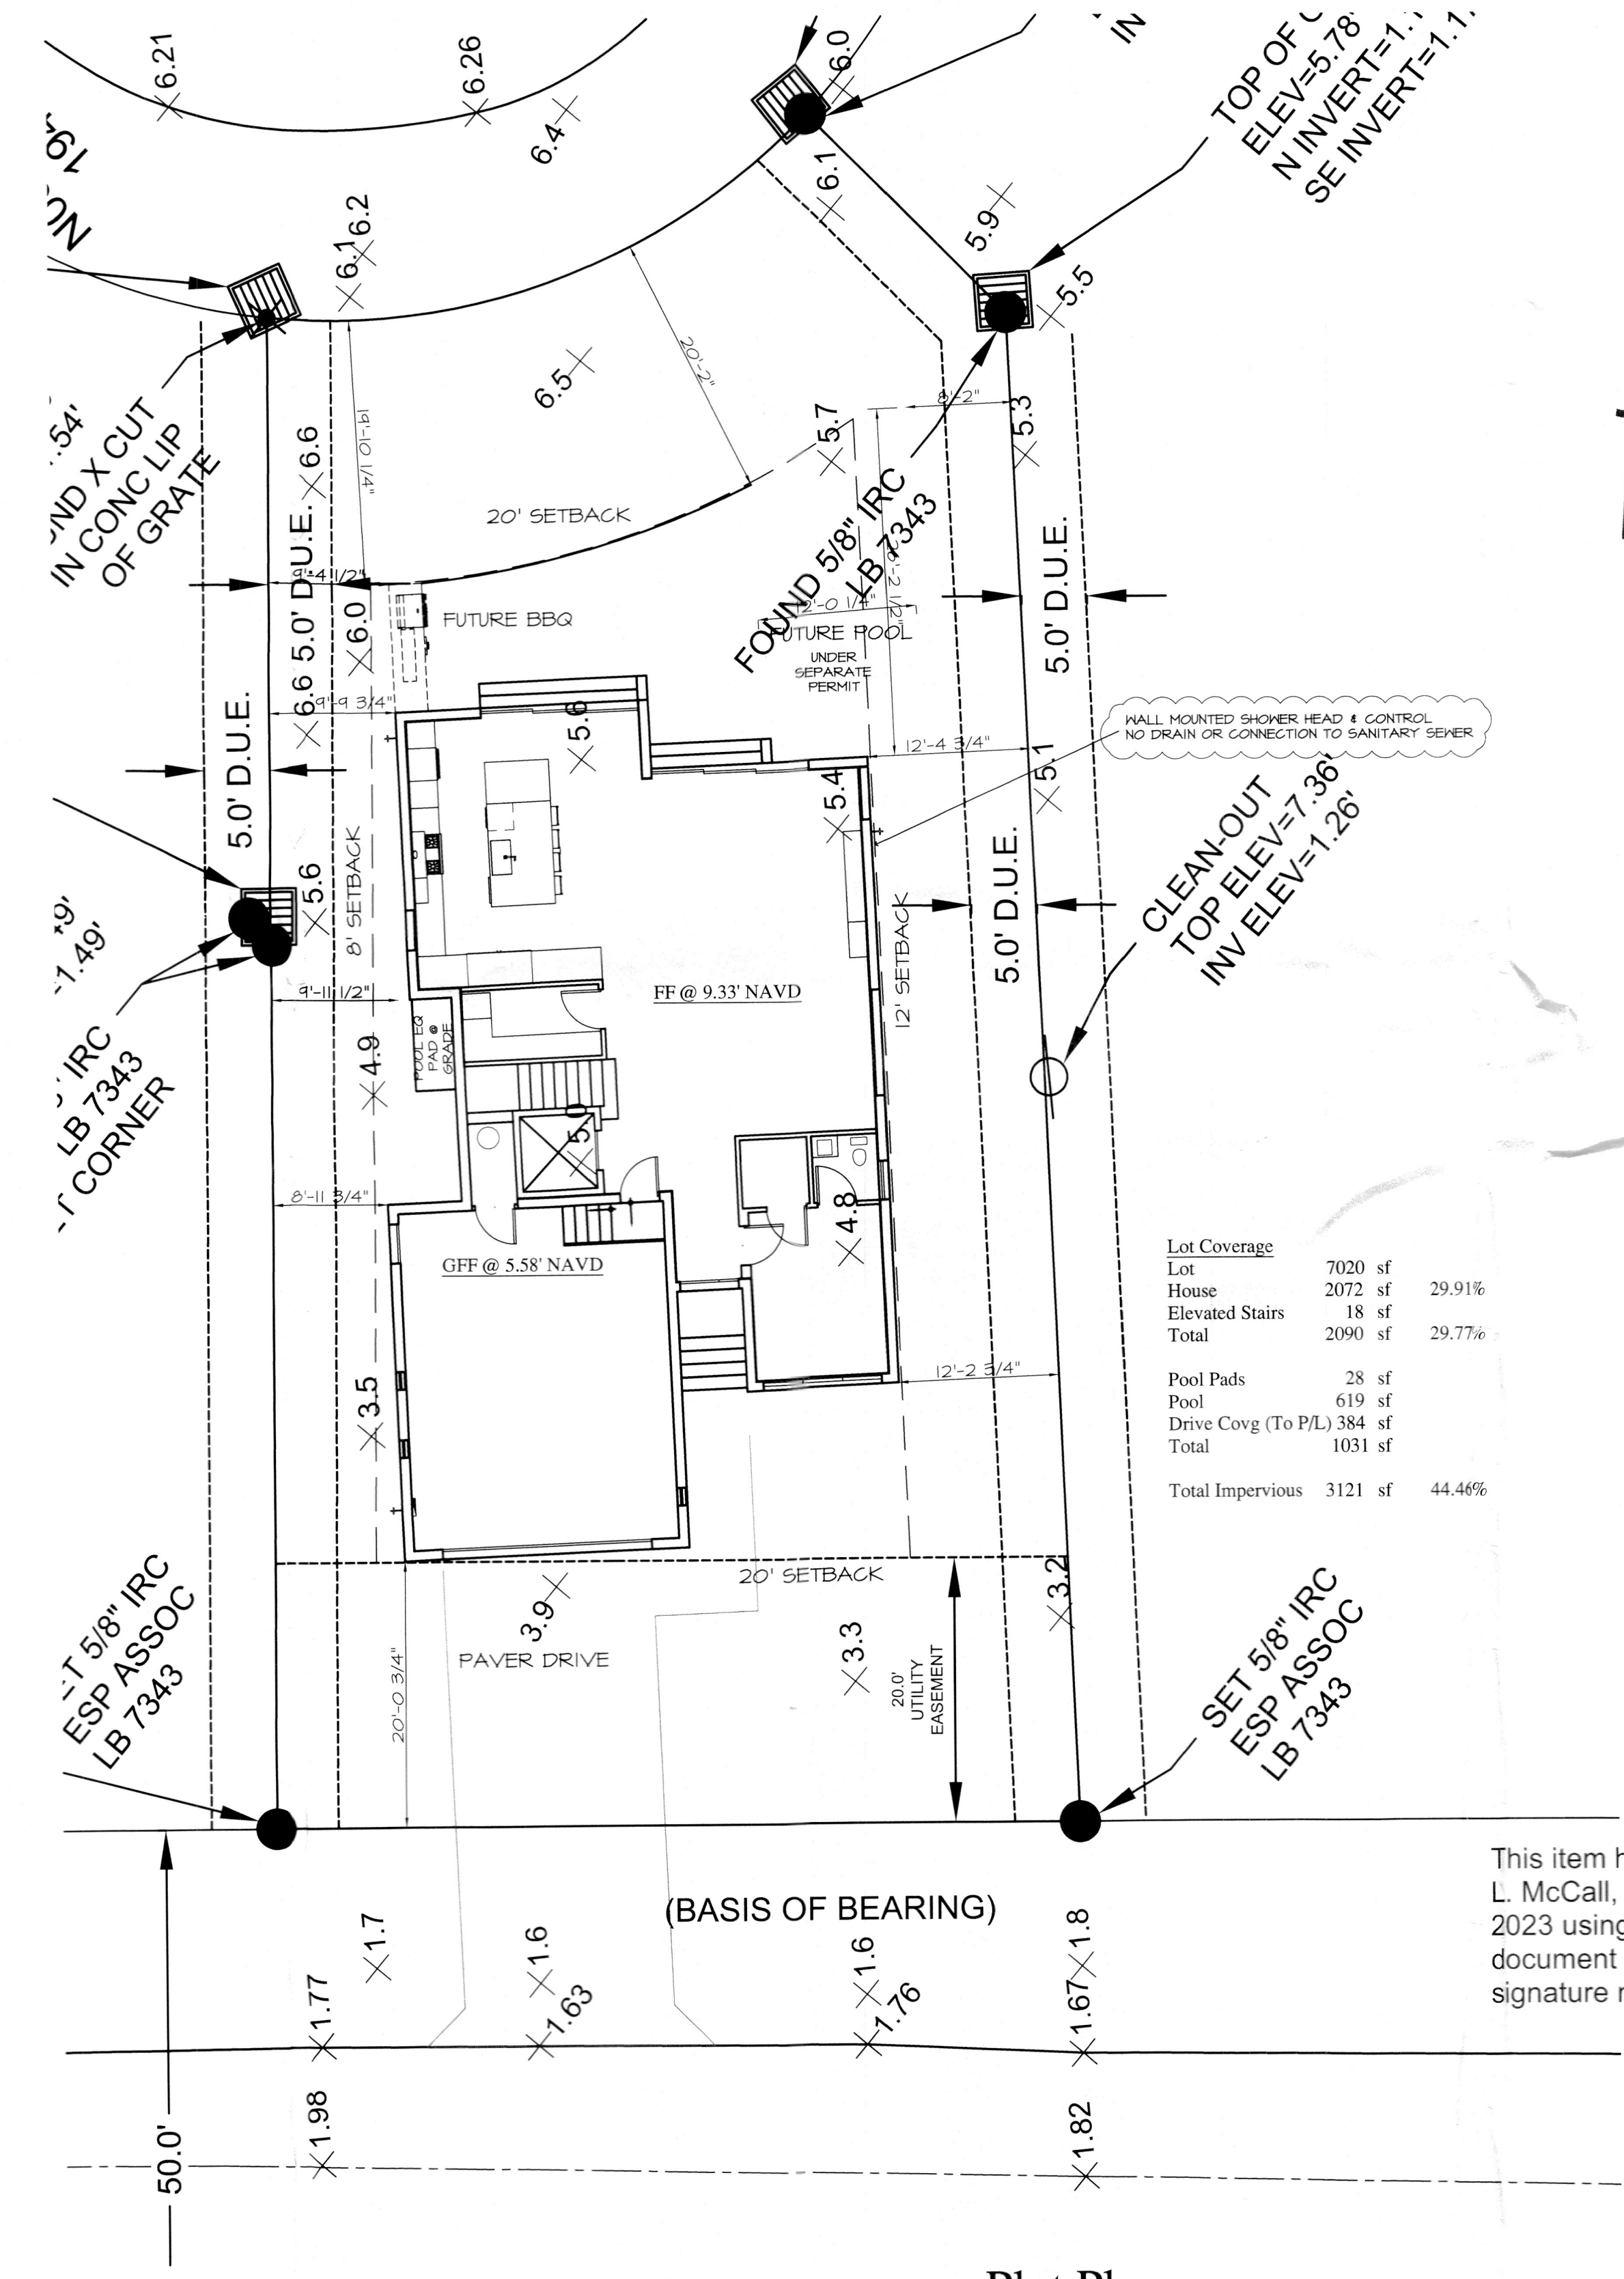 6.21
6.26
6.4
6.0
IN
TOP OF
ELEV=5.78'
N INVERT=1.1
SE INVERT=1.1
19
6.1
6.2
6.1
5.9
5.5
.54'
UND X CUT
IN CONC LIP
OF GRATE
6.6
19'-10 1/4"
6.5
20'-2"
5.7
8'-2"
5.3
20' SETBACK
FOUND 5/8" IRC
LB 7343
5.0' D.U.E.
9'-4 1/2"
6.0
FUTURE BBQ
12'-0 1/4"
FUTURE POOL
UNDER
SEPARATE
PERMIT
5.0' D.U.E.
6.6
9'-9 3/4"
5.6
5.0' D.U.E.
12'-4 3/4"
5.1
WALL MOUNTED SHOWER HEAD & CONTROL
NO DRAIN OR CONNECTION TO SANITARY SEWER
5.4
5.6
8' SETBACK
12' SETBACK
5.0' D.U.E.
CLEAN-OUT
TOP ELEV=7.36'
INV ELEV=1.26'
-1.49'
9'-11 1/2"
FF @ 9.33' NAVD
POOL EQ
PAD @
GRADE
4.9
IRC
LB 7343
CORNER
5.0
8'-11 3/4"
4.8
GFF @ 5.58' NAVD
Lot Coverage
Lot 7020 sf
House 2072 sf 29.91%
Elevated Stairs 18 sf
Total 2090 sf 29.77%
Pool Pads 28 sf
Pool 619 sf
Drive Covg (To P/L) 384 sf
Total 1031 sf
Total Impervious 3121 sf 44.46%
12'-2 3/4"
3.5
20' SETBACK
3.2
3.9
PAVER DRIVE
3.3
20.0'
UTILITY
EASEMENT
20'-0 3/4"
ET 5/8" IRC
ESP ASSOC
LB 7343
SET 5/8" IRC
ESP ASSOC
LB 7343
(BASIS OF BEARING)
This item h
L. McCall,
2023 using
document
signature
1.7
1.6
1.6
1.8
1.77
1.63
1.76
1.67
1.98
1.82
50.0'